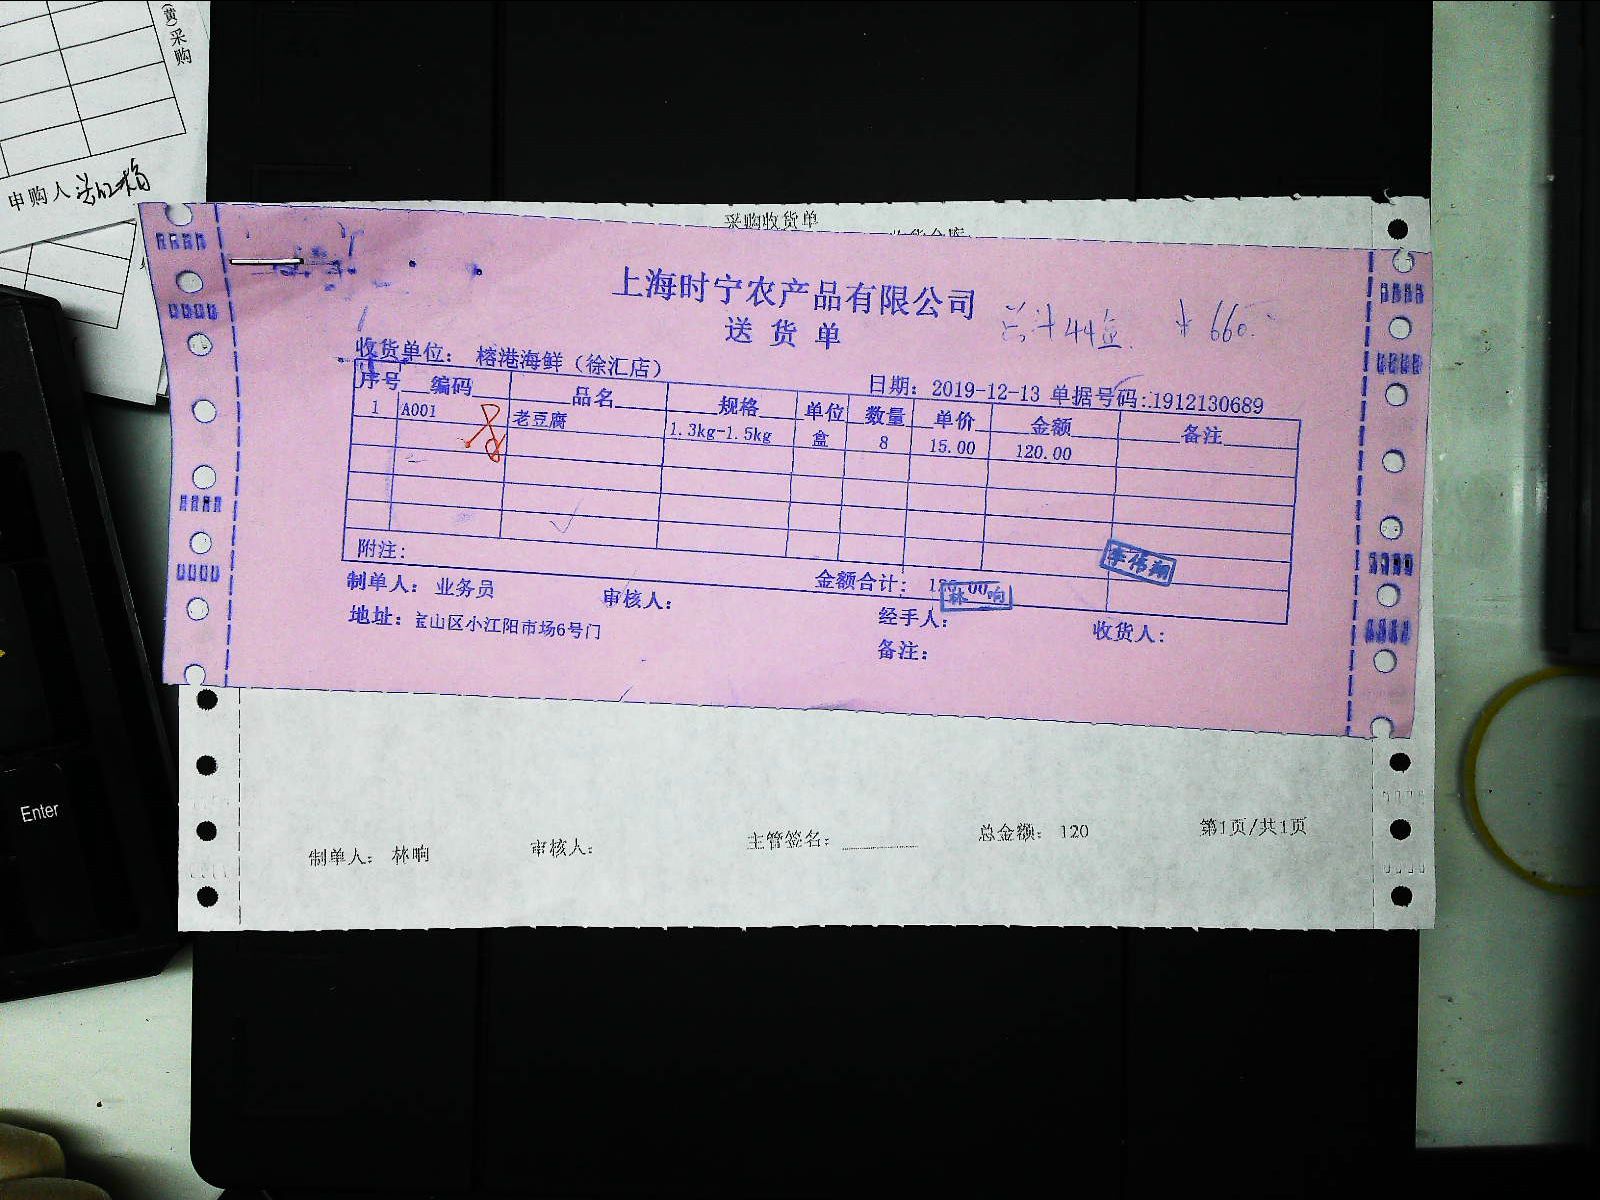 (黄)采购
申购人
采购收货单
上海时宁农产品有限公司
送货单
总计44盒 ¥660.
收货单位: 榕港海鲜（徐汇店）
日期: 2019-12-13 单据号码:1912130689
序号 编码 品名 规格 单位 数量 单价 金额 备注
1 A001 老豆腐 1.3kg-1.5kg 盒 8 15.00 120.00
8
附注:
金额合计: 120.00
李伟翔
林响
制单人: 业务员 审核人: 经手人: 收货人:
地址: 宝山区小江阳市场6号门
备注:
Enter
制单人: 林响 审核人: 主管签名: 总金额: 120 第1页/共1页